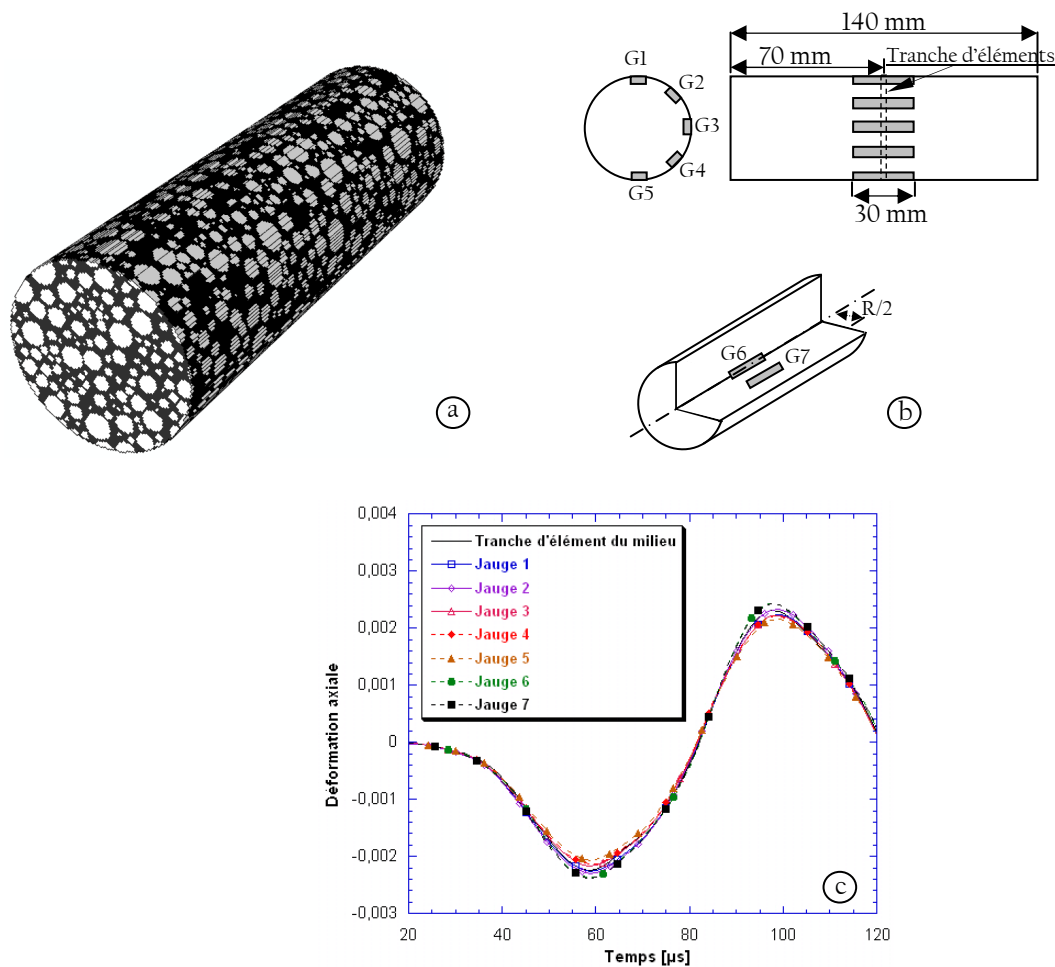 140 mm
70 mm
Tranche d'éléments
G1
G2
G3
G4
G5
30 mm
R/2
G6
G7
a
b
0,004
0,003
0,002
0,001
0
-0,001
-0,002
-0,003
Déformation axiale
Tranche d'élément du milieu
Jauge 1
Jauge 2
Jauge 3
Jauge 4
Jauge 5
Jauge 6
Jauge 7
c
20
40
60
80
100
120
Temps [µs]